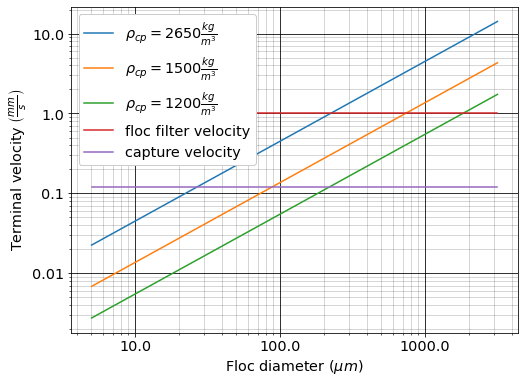 ρcp = 2650 kg/m³
ρcp = 1500 kg/m³
ρcp = 1200 kg/m³
floc filter velocity
capture velocity
Terminal velocity (mm/s)
10.0
1.0
0.1
0.01
10.0 100.0 1000.0
Floc diameter (μm)